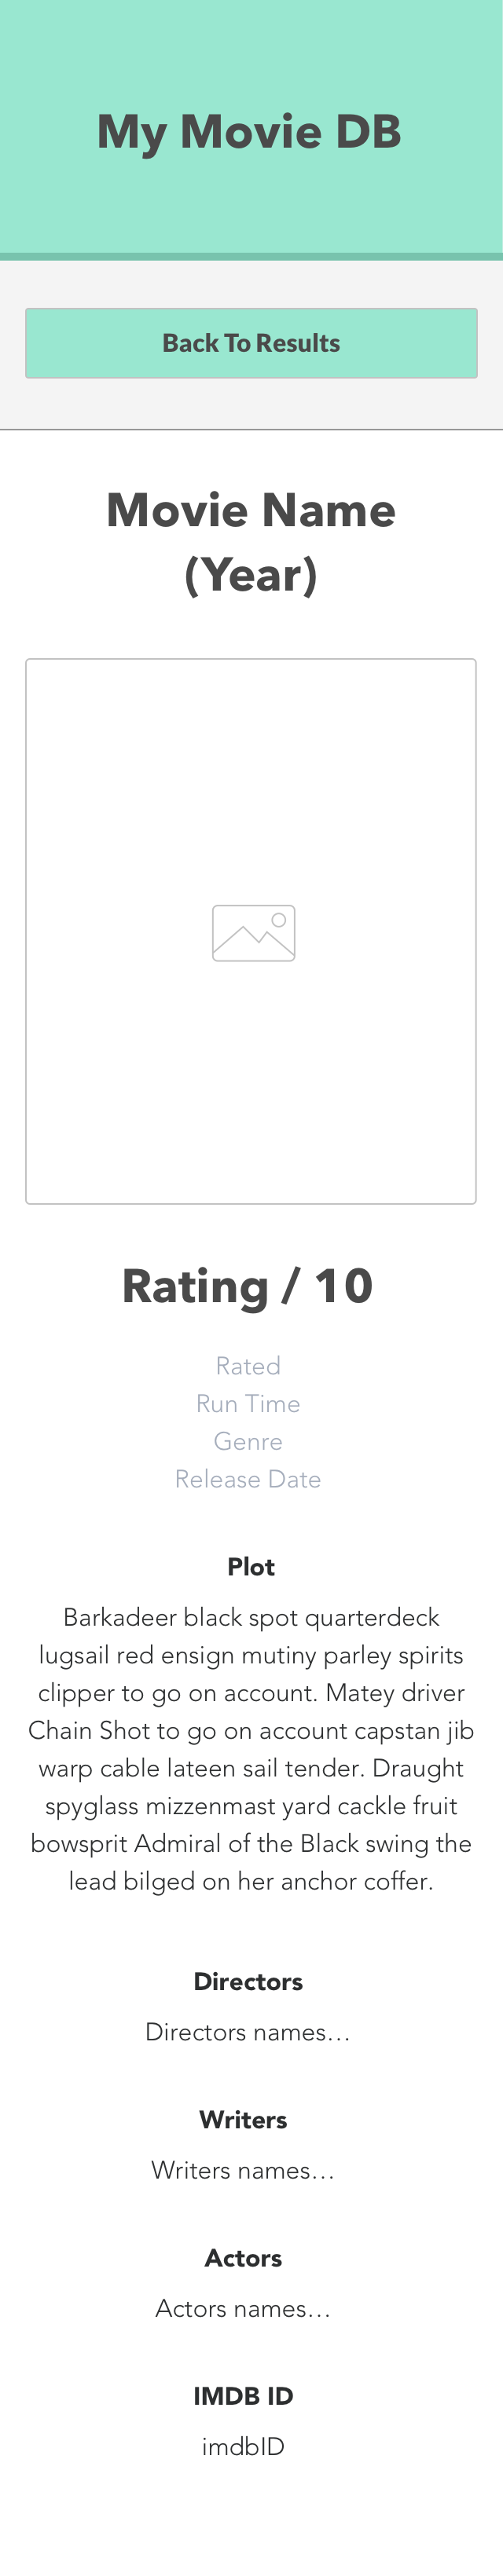 My Movie DB
Back To Results
Movie Name
(Year)
Rating / 10
Rated
Run Time
Genre
Release Date
Plot
Barkadeer black spot quarterdeck
lugsail red ensign mutiny parley spirits
clipper to go on account. Matey driver
Chain Shot to go on account capstan jib
warp cable lateen sail tender. Draught
spyglass mizzenmast yard cackle fruit
bowsprit Admiral of the Black swing the
lead bilged on her anchor coffer.
Directors
Directors names…
Writers
Writers names…
Actors
Actors names…
IMDB ID
imdbID